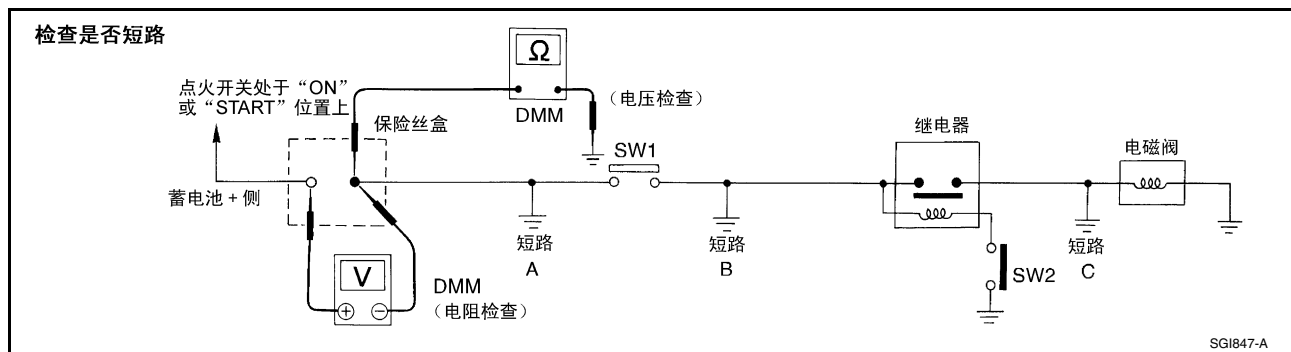 检查是否短路
点火开关处于“ON”
或“START”位置上
保险丝盒
Ω
DMM
（电压检查）
SW1
继电器
电磁阀
蓄电池 + 侧
短路
A
短路
B
短路
C
SW2
V
+ −
DMM
（电阻检查）
SGI847-A